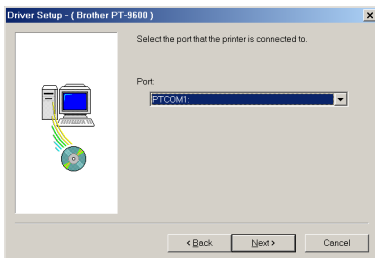 Driver Setup - ( Brother PT-9600 )
Select the port that the printer is connected to.
Port:
PTCOM1:
< Back
Next >
Cancel